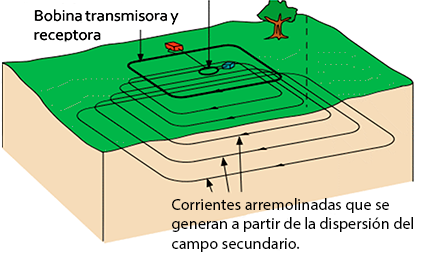 Bobina transmisora y
receptora
Corrientes arremolinadas que se
generan a partir de la dispersión del
campo secundario.